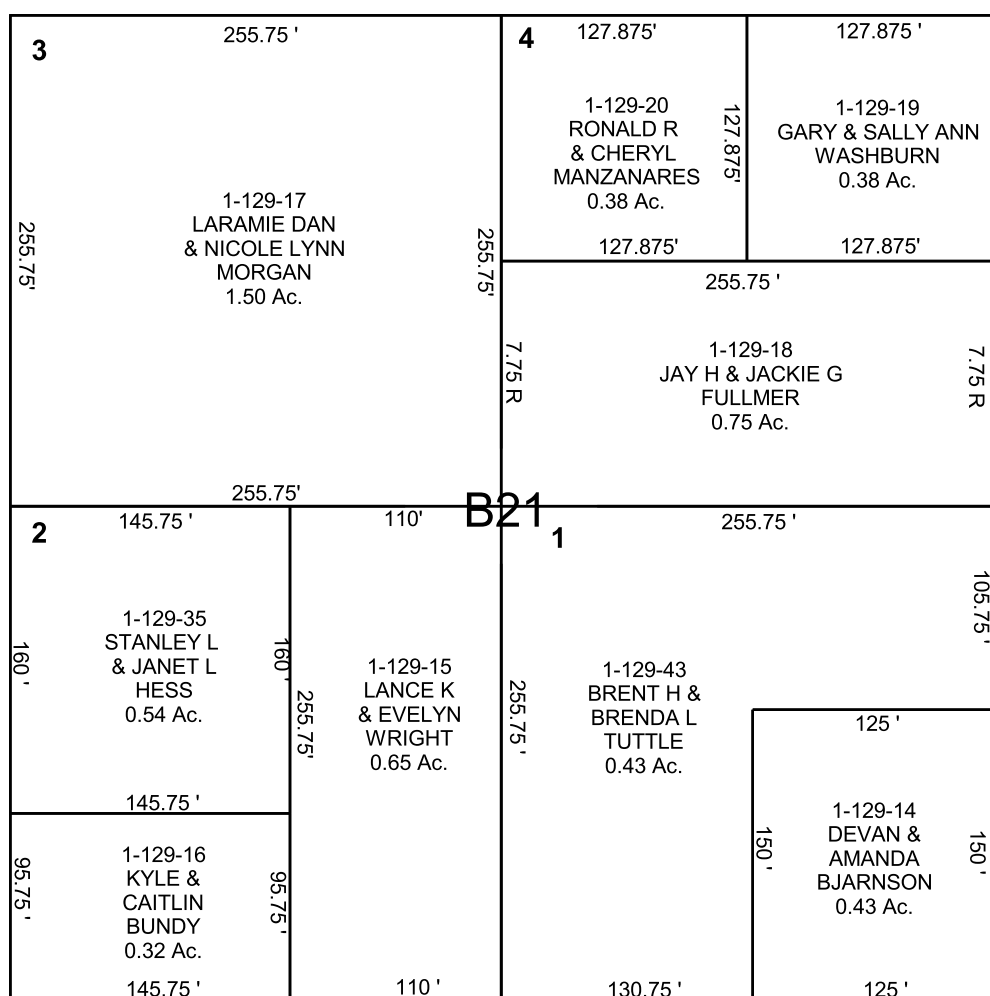 3
255.75 '
1-129-17
LARAMIE DAN
& NICOLE LYNN
MORGAN
1.50 Ac.
255.75'
255.75'
255.75'
4
127.875'
1-129-20
RONALD R
& CHERYL
MANZANARES
0.38 Ac.
127.875'
127.875'
127.875 '
1-129-19
GARY & SALLY ANN
WASHBURN
0.38 Ac.
127.875'
255.75 '
7.75 R
1-129-18
JAY H & JACKIE G
FULLMER
0.75 Ac.
7.75 R
B21
2
145.75 '
1-129-35
STANLEY L
& JANET L
HESS
0.54 Ac.
160 '
160 '
145.75 '
95.75 '
1-129-16
KYLE &
CAITLIN
BUNDY
0.32 Ac.
95.75 '
145.75 '
110'
255.75'
1-129-15
LANCE K
& EVELYN
WRIGHT
0.65 Ac.
110 '
1
255.75 '
105.75 '
255.75 '
1-129-43
BRENT H &
BRENDA L
TUTTLE
0.43 Ac.
130.75 '
125 '
150 '
1-129-14
DEVAN &
AMANDA
BJARNSON
0.43 Ac.
150 '
125 '